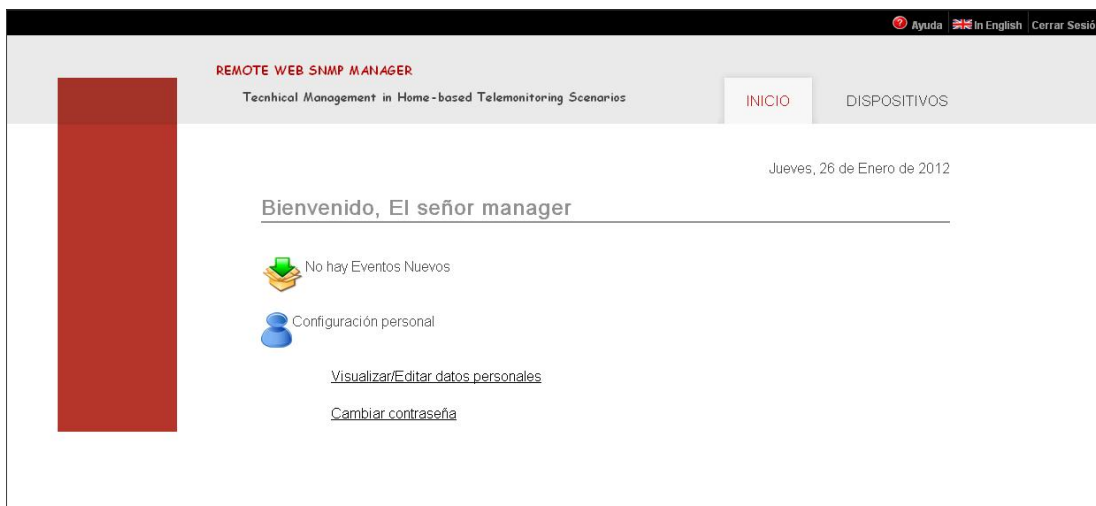 Ayuda In English Cerrar Sesió
REMOTE WEB SNMP MANAGER
Tecnhical Management in Home-based Telemonitoring Scenarios
INICIO DISPOSITIVOS
Jueves, 26 de Enero de 2012
Bienvenido, El señor manager
No hay Eventos Nuevos
Configuración personal
Visualizar/Editar datos personales
Cambiar contraseña